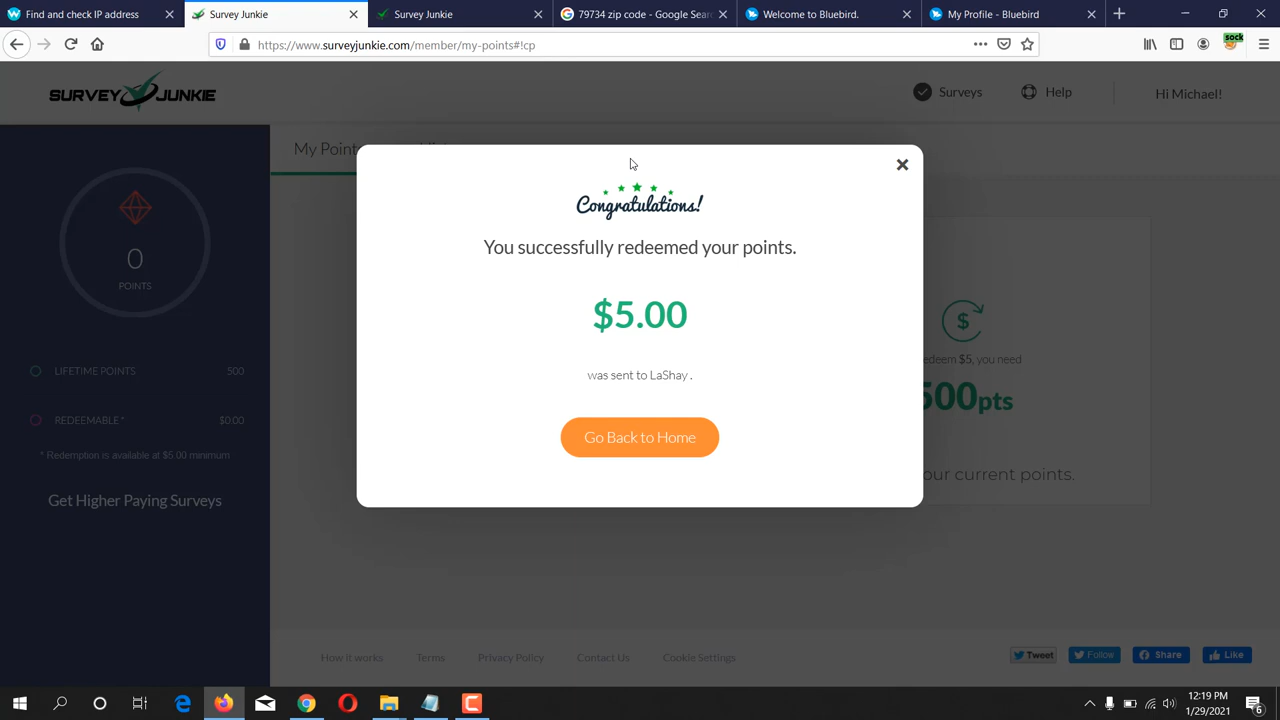 Find and check IP address
Survey Junkie
Survey Junkie
79734 zip code - Google Sear
Welcome to Bluebird.
My Profile - Bluebird
https://www.surveyjunkie.com/member/my-points#!cp
sock
SURVEY JUNKIE
Surveys
Help
Hi Michael!
My Point
0
POINTS
LIFETIME POINTS 500
REDEEMABLE * $0.00
* Redemption is available at $5.00 minimum
Get Higher Paying Surveys
Congratulations!
You successfully redeemed your points.
$5.00
was sent to LaShay .
Go Back to Home
edeem $5, you need
500pts
our current points.
How it works
Terms
Privacy Policy
Contact Us
Cookie Settings
Tweet
Follow
Share
Like
12:19 PM
1/29/2021
6